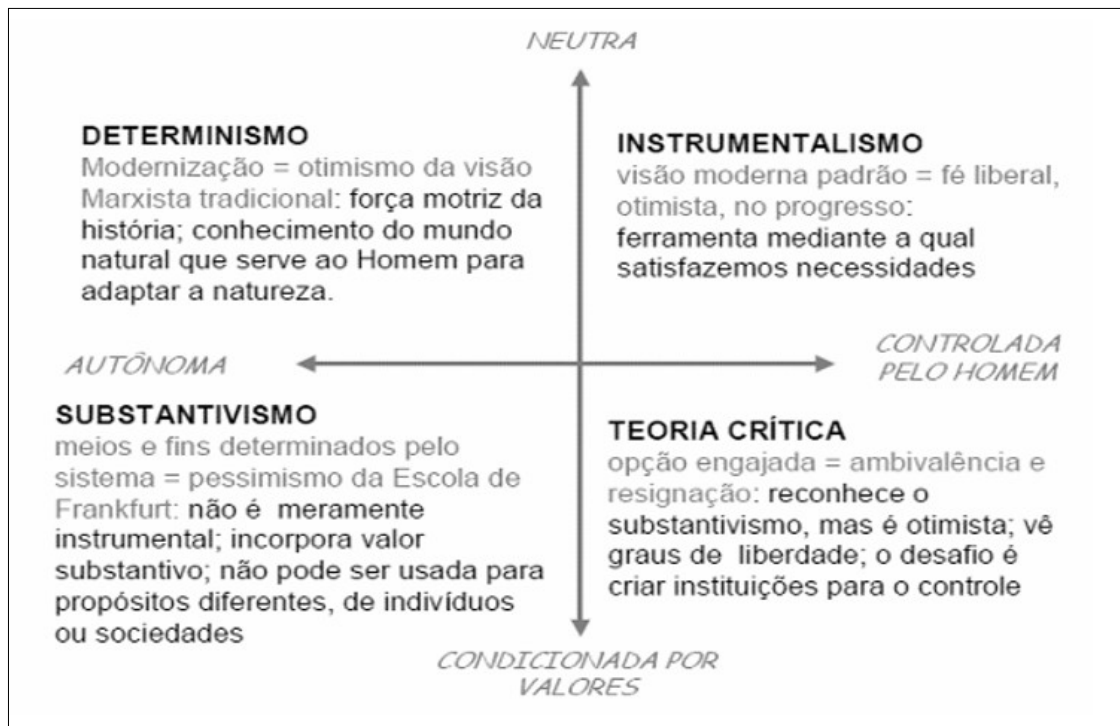 NEUTRA
DETERMINISMO
Modernização = otimismo da visão
Marxista tradicional: força motriz da
história; conhecimento do mundo
natural que serve ao Homem para
adaptar a natureza.
INSTRUMENTALISMO
visão moderna padrão = fé liberal,
otimista, no progresso:
ferramenta mediante a qual
satisfazemos necessidades
AUTÔNOMA
CONTROLADA
PELO HOMEM
SUBSTANTIVISMO
meios e fins determinados pelo
sistema = pessimismo da Escola de
Frankfurt: não é meramente
instrumental; incorpora valor
substantivo; não pode ser usada para
propósitos diferentes, de indivíduos
ou sociedades
TEORIA CRÍTICA
opção engajada = ambivalência e
resignação: reconhece o
substantivismo, mas é otimista; vê
graus de liberdade; o desafio é
criar instituições para o controle
CONDICIONADA POR
VALORES